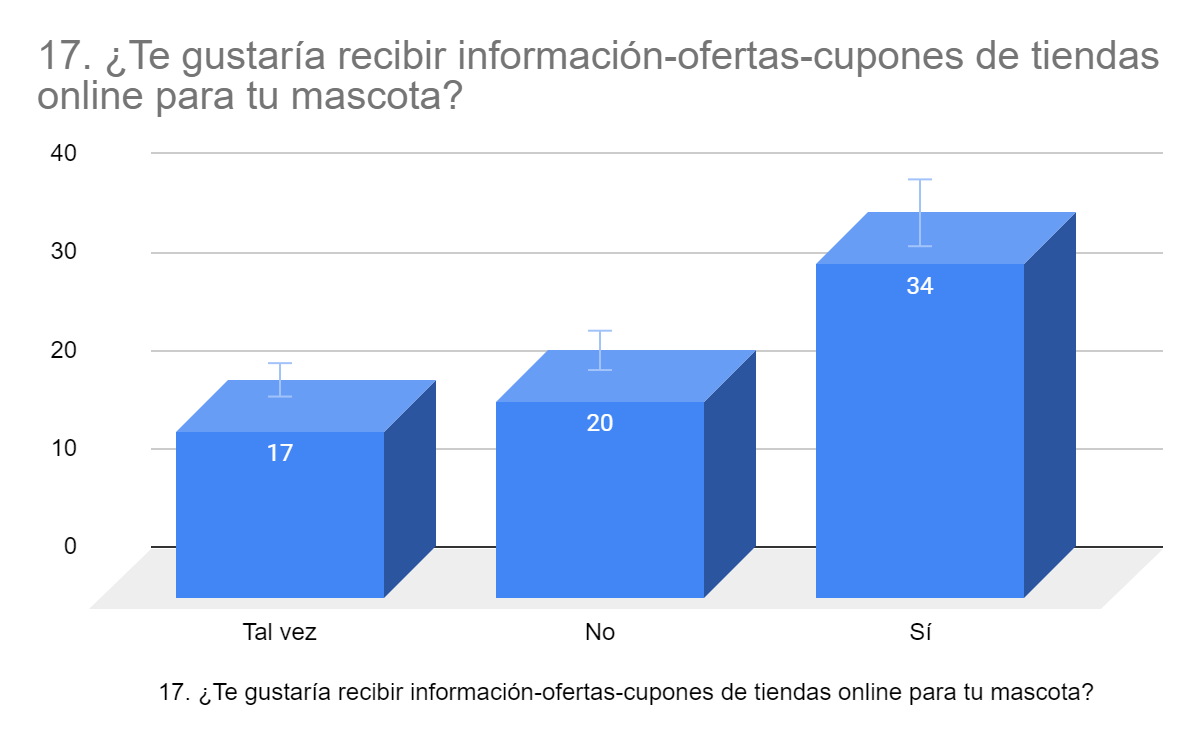 17. ¿Te gustaría recibir información-ofertas-cupones de tiendas
online para tu mascota?
40
30
20
10
0
17
20
34
Tal vez
No
Sí
17. ¿Te gustaría recibir información-ofertas-cupones de tiendas online para tu mascota?